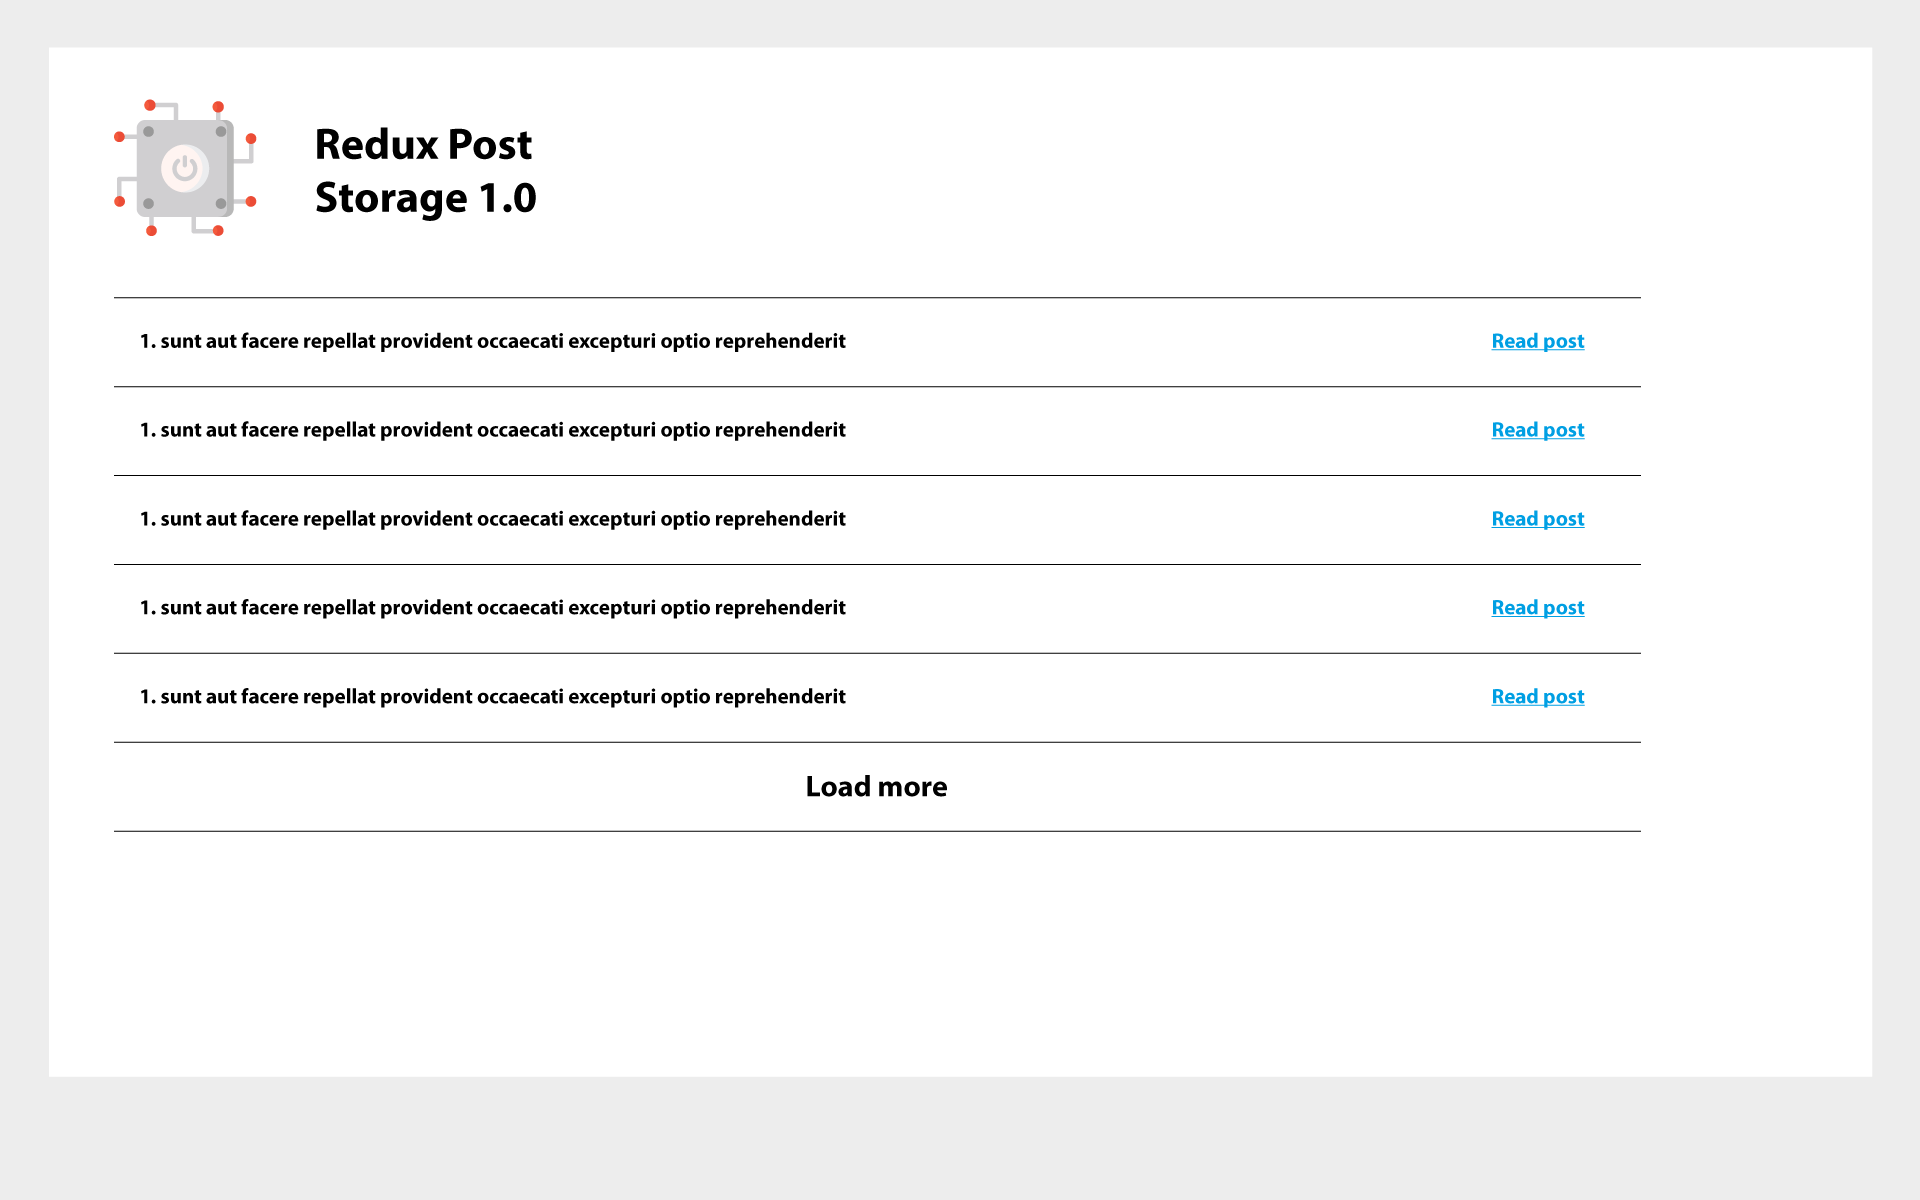 Redux Post
Storage 1.0
1. sunt aut facere repellat provident occaecati excepturi optio reprehenderit Read post
1. sunt aut facere repellat provident occaecati excepturi optio reprehenderit Read post
1. sunt aut facere repellat provident occaecati excepturi optio reprehenderit Read post
1. sunt aut facere repellat provident occaecati excepturi optio reprehenderit Read post
1. sunt aut facere repellat provident occaecati excepturi optio reprehenderit Read post
Load more